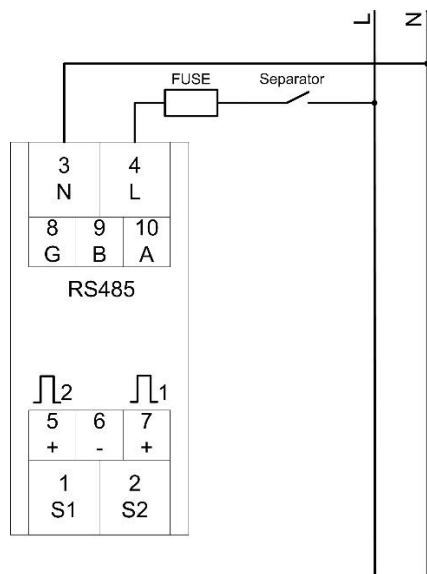 L N
FUSE Separator
3 4
N L
8 9 10
G B A
RS485
2 1
5 6 7
+ - +
1 2
S1 S2